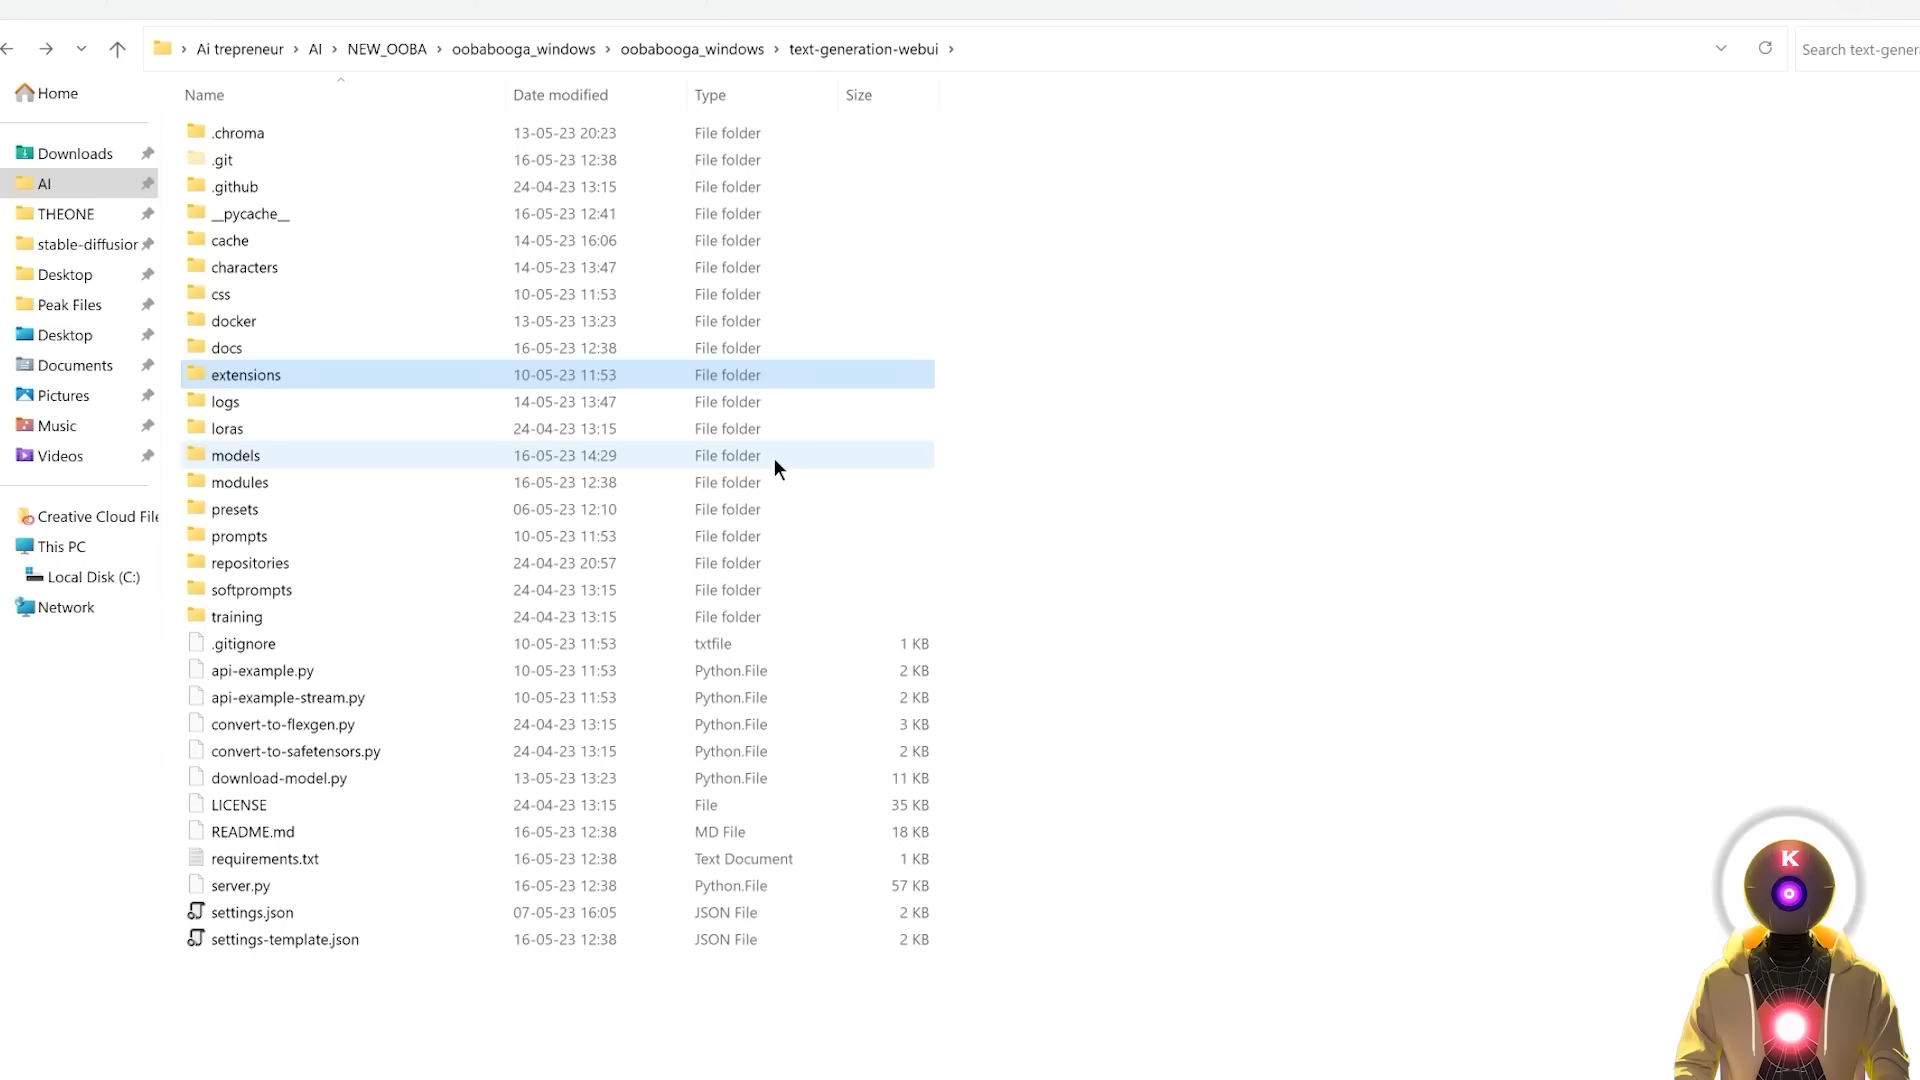 Ai trepreneur > AI > NEW_OOBA > oobabooga_windows > oobabooga_windows > text-generation-webui >
Search text-gener
Home
Downloads
AI
THEONE
stable-diffusior
Desktop
Peak Files
Desktop
Documents
Pictures
Music
Videos
Creative Cloud File
This PC
Local Disk (C:)
Network
Name Date modified Type Size
.chroma 13-05-23 20:23 File folder
.git 16-05-23 12:38 File folder
.github 24-04-23 13:15 File folder
__pycache__ 16-05-23 12:41 File folder
cache 14-05-23 16:06 File folder
characters 14-05-23 13:47 File folder
css 10-05-23 11:53 File folder
docker 13-05-23 13:23 File folder
docs 16-05-23 12:38 File folder
extensions 10-05-23 11:53 File folder
logs 14-05-23 13:47 File folder
loras 24-04-23 13:15 File folder
models 16-05-23 14:29 File folder
modules 16-05-23 12:38 File folder
presets 06-05-23 12:10 File folder
prompts 10-05-23 11:53 File folder
repositories 24-04-23 20:57 File folder
softprompts 24-04-23 13:15 File folder
training 24-04-23 13:15 File folder
.gitignore 10-05-23 11:53 txtfile 1 KB
api-example.py 10-05-23 11:53 Python.File 2 KB
api-example-stream.py 10-05-23 11:53 Python.File 2 KB
convert-to-flexgen.py 24-04-23 13:15 Python.File 3 KB
convert-to-safetensors.py 24-04-23 13:15 Python.File 2 KB
download-model.py 13-05-23 13:23 Python.File 11 KB
LICENSE 24-04-23 13:15 File 35 KB
README.md 16-05-23 12:38 MD File 18 KB
requirements.txt 16-05-23 12:38 Text Document 1 KB
server.py 16-05-23 12:38 Python.File 57 KB
settings.json 07-05-23 16:05 JSON File 2 KB
settings-template.json 16-05-23 12:38 JSON File 2 KB
K